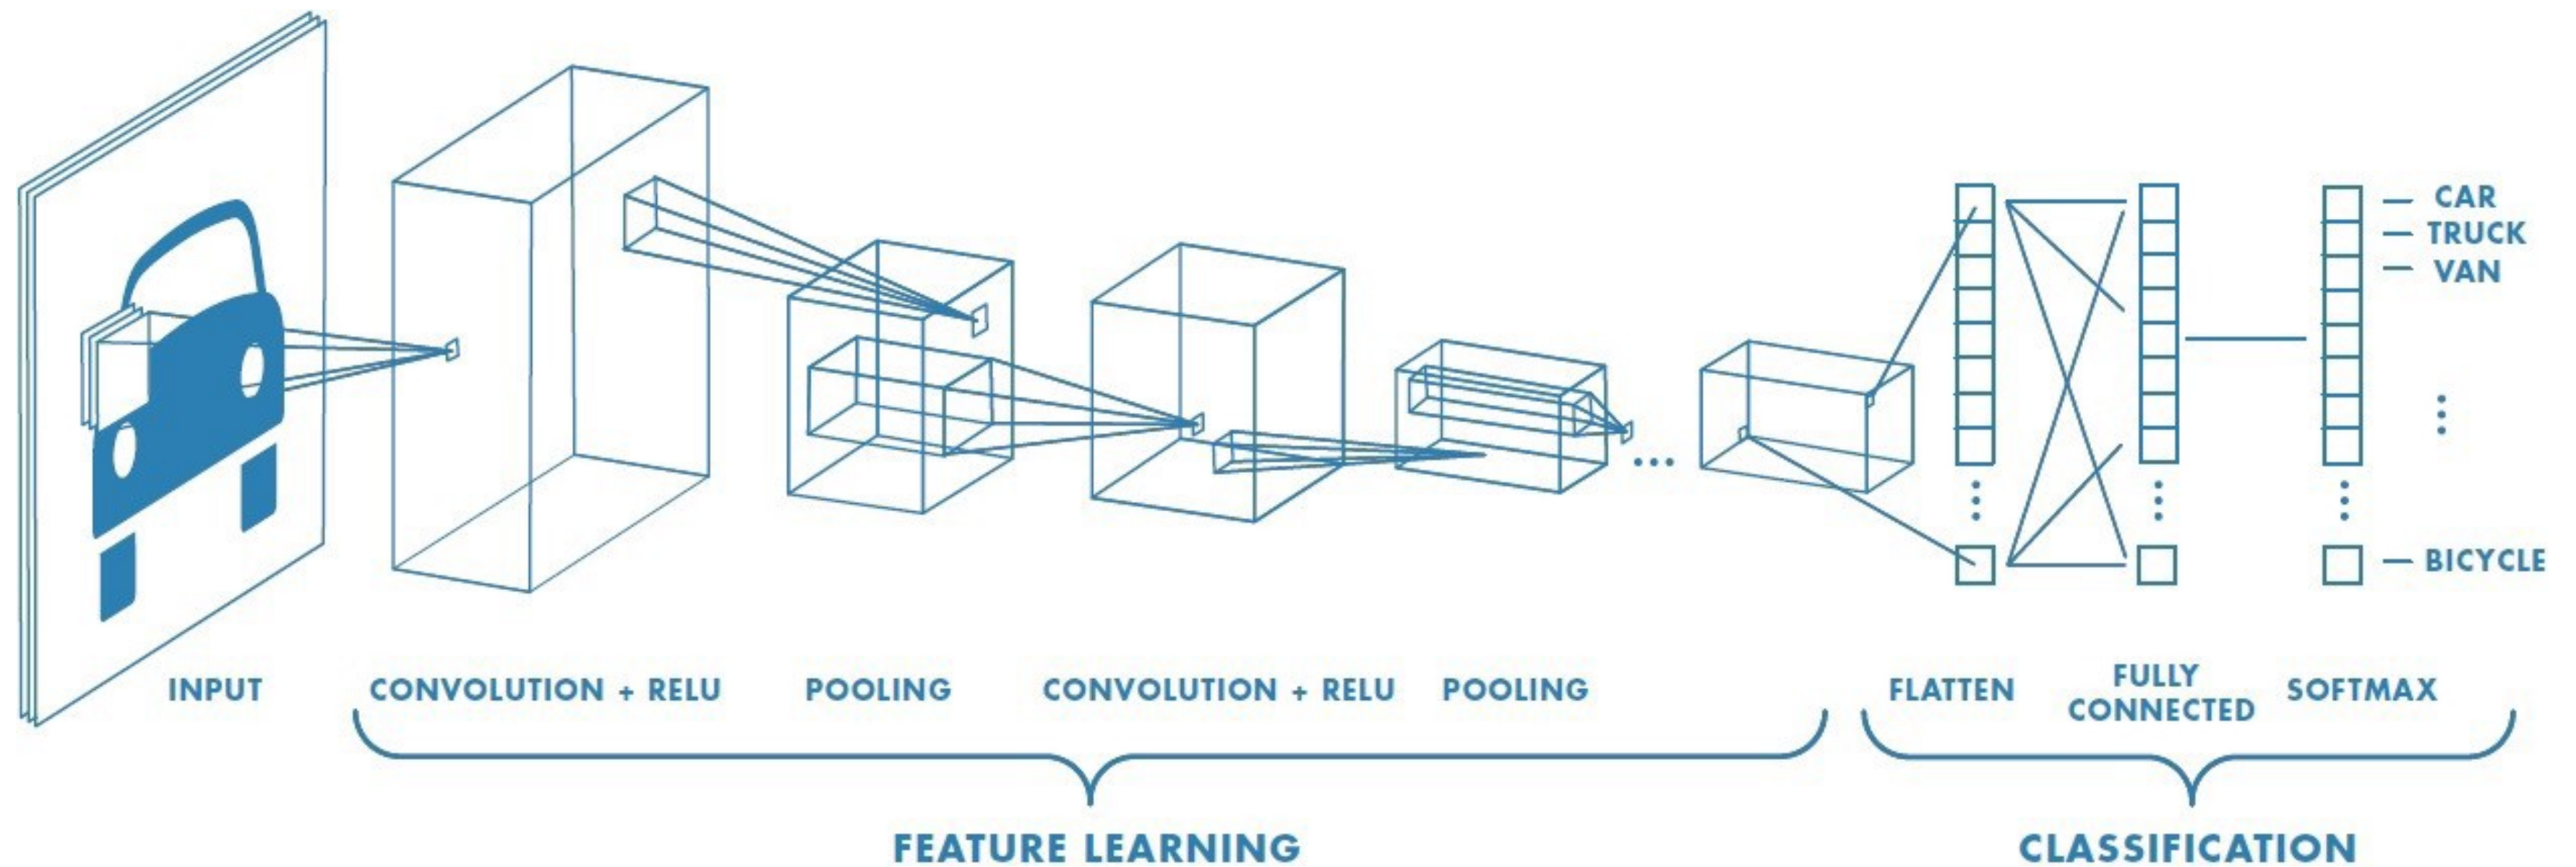 CAR
TRUCK
VAN
BICYCLE
INPUT
CONVOLUTION + RELU
POOLING
CONVOLUTION + RELU
POOLING
FLATTEN
FULLY
CONNECTED
SOFTMAX
FEATURE LEARNING
CLASSIFICATION